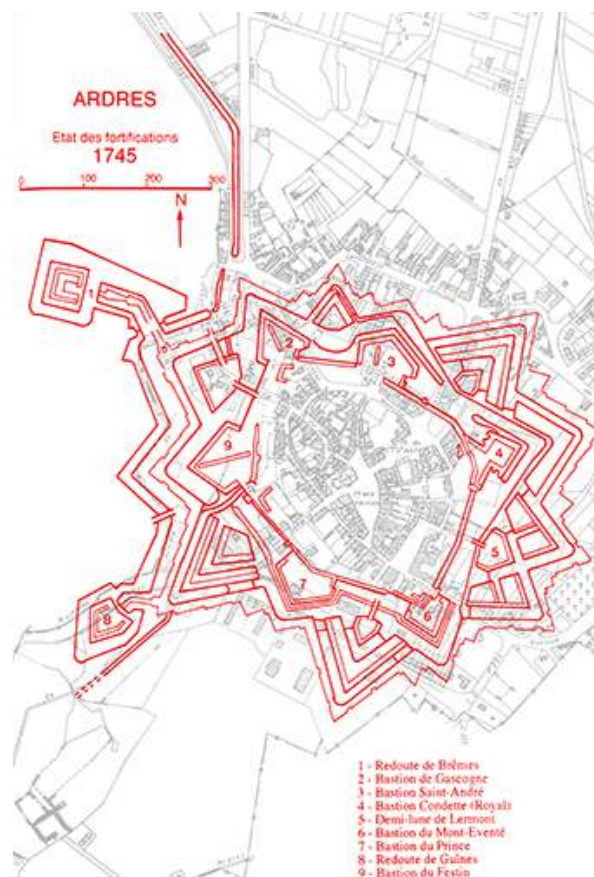 ARDRES
Etat des fortifications
1745
0 100 200 300
N
1
2
3
4
5
6
7
8
9
1 - Redoute de Brêmes
2 - Bastion de Gascogne
3 - Bastion Saint-André
4 - Bastion Condette (Royal)
5 - Demi-lune de Lermont
6 - Bastion du Mont-Eventé
7 - Bastion du Prince
8 - Redoute de Guînes
9 - Bastion du Festin